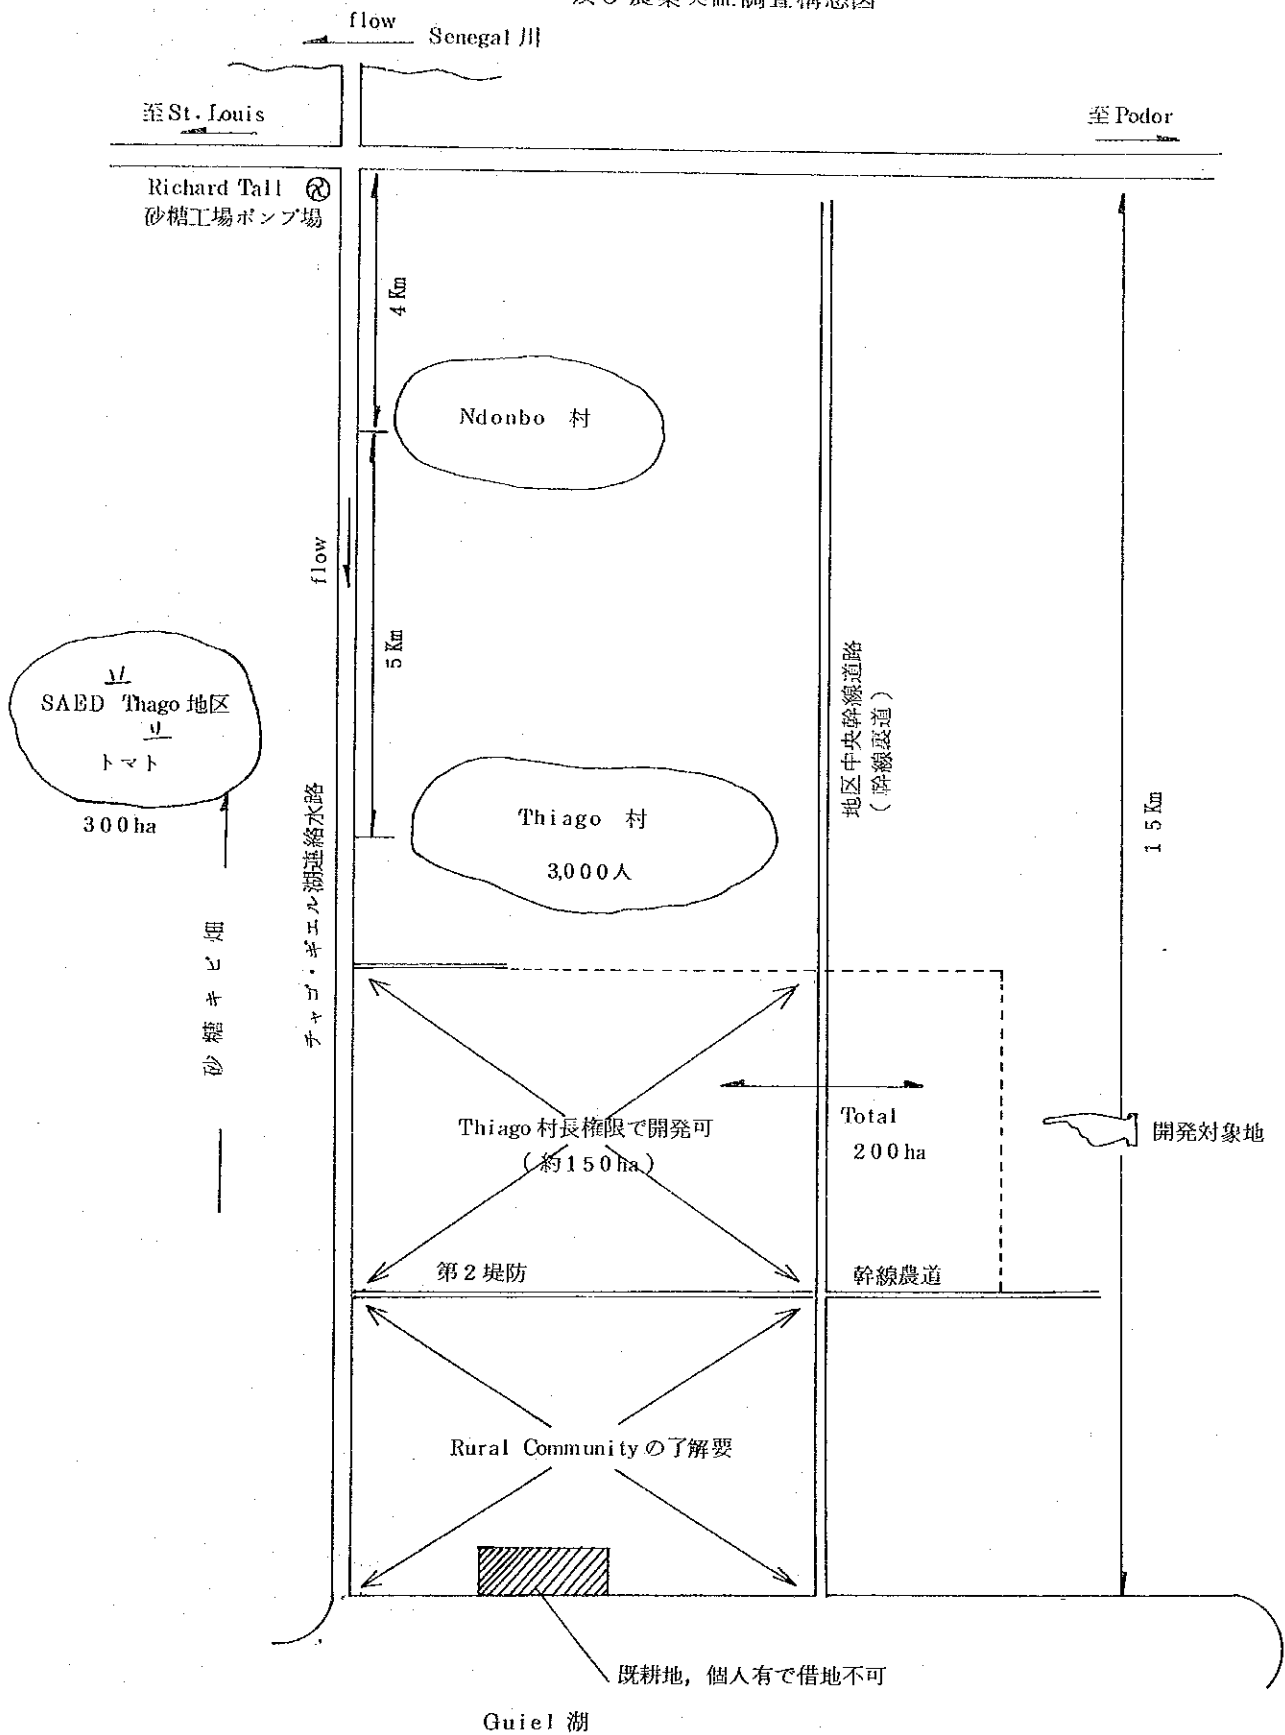 flow
Senegal 川
至 St. Louis
至 Podor
Richard Tall
砂糖工場ポンプ場
4 Km
Ndonbo 村
flow
5 Km
SAED Thago 地区
トマト
300 ha
地区中央幹線道路
(幹線農道)
15 Km
チャゴ・ギエル湖連絡水路
Thiago 村
3,000人
砂糖キビ畑
Thiago 村長権限で開発可
(約150 ha)
Total
200 ha
開発対象地
第2堤防
幹線農道
Rural Community の了解要
既耕地, 個人有で借地不可
Guiel 湖